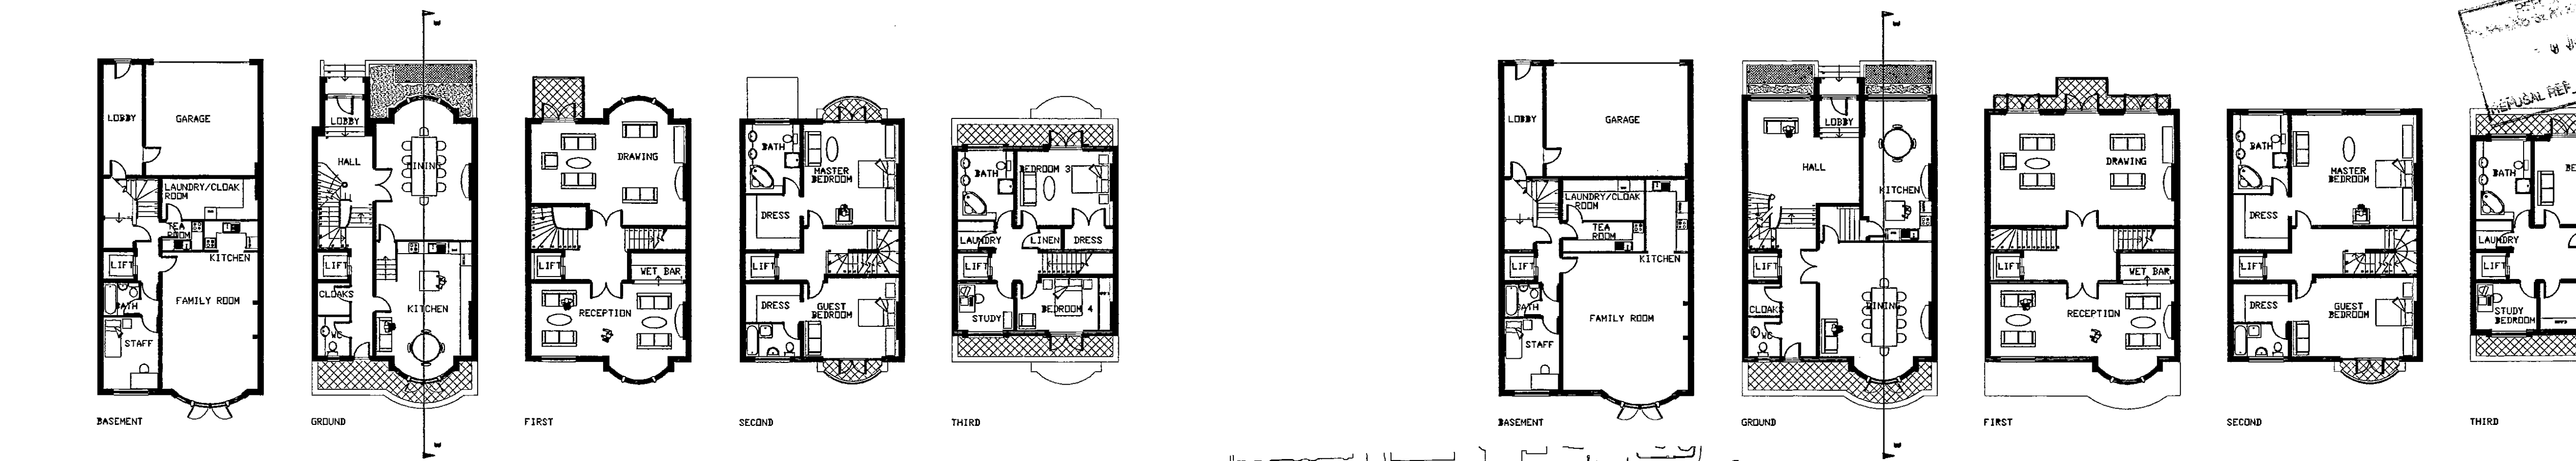 LOBBY
GARAGE
LAUNDRY/CLOAK
ROOM
TEA
ROOM
KITCHEN
LIFT
BATH
FAMILY ROOM
STAFF
BASEMENT
LOBBY
HALL
DINING
LIFT
CLOAKS
KITCHEN
WC
GROUND
DRAWING
LIFT
WET BAR
RECEPTION
FIRST
BATH
MASTER
BEDROOM
DRESS
LIFT
DRESS
GUEST
BEDROOM
SECOND
BATH
BEDROOM 3
LAUNDRY
LINEN
DRESS
LIFT
STUDY
BEDROOM 4
THIRD
LOBBY
GARAGE
LAUNDRY/CLOAK
ROOM
TEA
ROOM
KITCHEN
LIFT
BATH
FAMILY ROOM
STAFF
BASEMENT
LOBBY
HALL
KITCHEN
LIFT
CLOAKS
DINING
WC
GROUND
DRAWING
LIFT
WET BAR
RECEPTION
FIRST
BATH
MASTER
BEDROOM
DRESS
LIFT
DRESS
GUEST
BEDROOM
SECOND
REFUSAL REF
BATH
BE
LAUNDRY
LIFT
STUDY
BEDROOM
THIRD